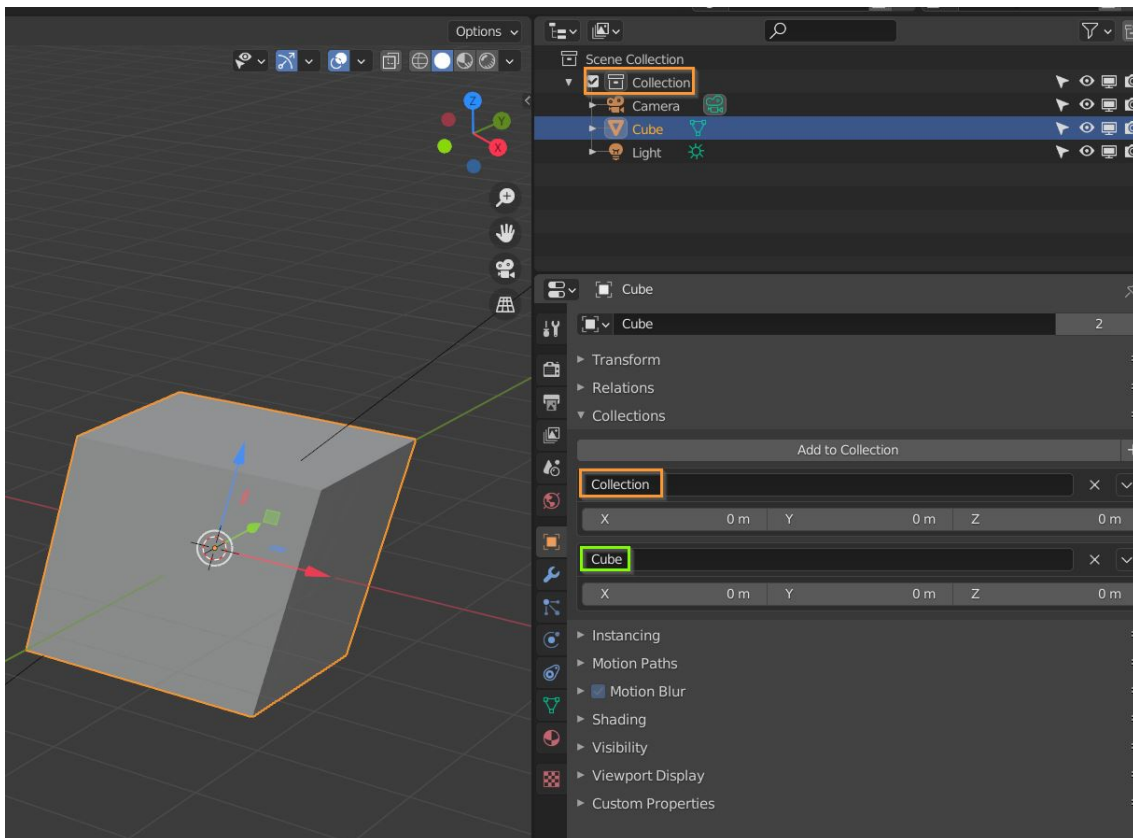 Options
Scene Collection
Collection
Camera
Cube
Light
Z
Y
X
Cube
Cube 2
Transform
Relations
Collections
Add to Collection
Collection
X 0 m Y 0 m Z 0 m
Cube
X 0 m Y 0 m Z 0 m
Instancing
Motion Paths
Motion Blur
Shading
Visibility
Viewport Display
Custom Properties